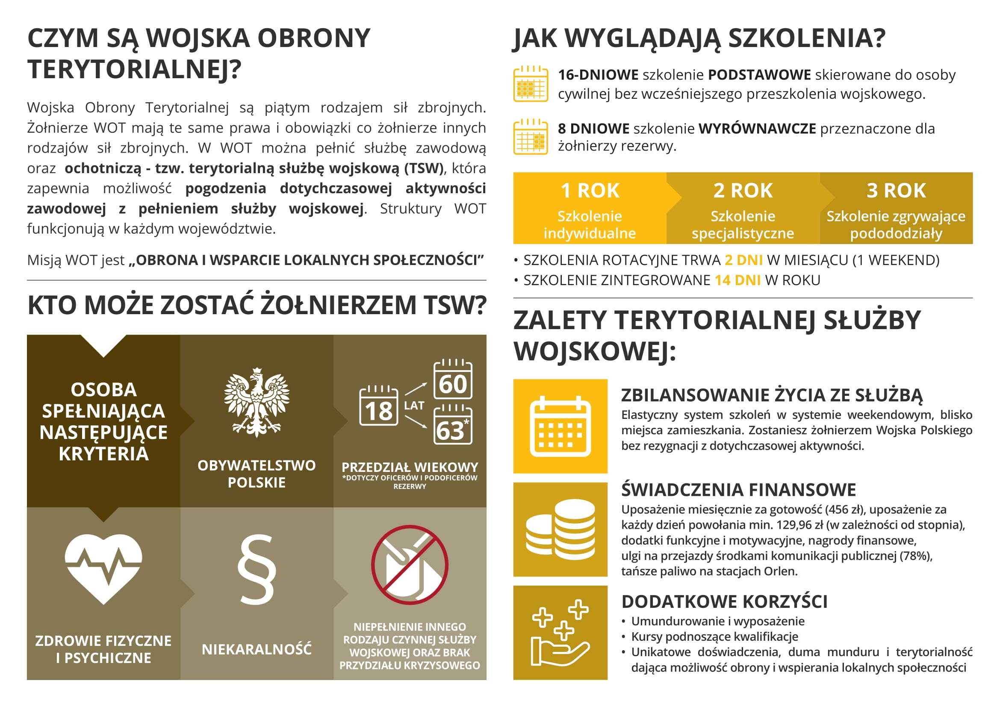 CZYM SĄ WOJSKA OBRONY
TERYTORIALNEJ?
Wojska Obrony Terytorialnej są piątym rodzajem sił zbrojnych.
Żołnierze WOT mają te same prawa i obowiązki co żołnierze innych
rodzajów sił zbrojnych. W WOT można pełnić służbę zawodową
oraz ochotniczą - tzw. terytorialną służbę wojskową (TSW), która
zapewnia możliwość pogodzenia dotychczasowej aktywności
zawodowej z pełnieniem służby wojskowej. Struktury WOT
funkcjonują w każdym województwie.
Misją WOT jest „OBRONA I WSPARCIE LOKALNYCH SPOŁECZNOŚCI”
KTO MOŻE ZOSTAĆ ŻOŁNIERZEM TSW?
OSOBA
SPEŁNIAJĄCA
NASTĘPUJĄCE
KRYTERIA
OBYWATELSTWO
POLSKIE
18
LAT
60
63*
PRZEDZIAŁ WIEKOWY
*DOTYCZY OFICERÓW I PODOFICERÓW
REZERWY
ZDROWIE FIZYCZNE
I PSYCHICZNE
§
NIEKARALNOŚĆ
NIEPEŁNIENIE INNEGO
RODZAJU CZYNNEJ SŁUŻBY
WOJSKOWEJ ORAZ BRAK
PRZYDZIAŁU KRYZYSOWEGO
JAK WYGLĄDAJĄ SZKOLENIA?
16-DNIOWE szkolenie PODSTAWOWE skierowane do osoby
cywilnej bez wcześniejszego przeszkolenia wojskowego.
8 DNIOWE szkolenie WYRÓWNAWCZE przeznaczone dla
żołnierzy rezerwy.
1 ROK
Szkolenie
indywidualne
2 ROK
Szkolenie
specjalistyczne
3 ROK
Szkolenie zgrywające
podododziały
• SZKOLENIA ROTACYJNE TRWA 2 DNI W MIESIĄCU (1 WEEKEND)
• SZKOLENIE ZINTEGROWANE 14 DNI W ROKU
ZALETY TERYTORIALNEJ SŁUŻBY
WOJSKOWEJ:
ZBILANSOWANIE ŻYCIA ZE SŁUŻBĄ
Elastyczny system szkoleń w systemie weekendowym, blisko
miejsca zamieszkania. Zostaniesz żołnierzem Wojska Polskiego
bez rezygnacji z dotychczasowej aktywności.
ŚWIADCZENIA FINANSOWE
Uposażenie miesięcznie za gotowość (456 zł), uposażenie za
każdy dzień powołania min. 129,96 zł (w zależności od stopnia),
dodatki funkcyjne i motywacyjne, nagrody finansowe,
ulgi na przejazdy środkami komunikacji publicznej (78%),
tańsze paliwo na stacjach Orlen.
DODATKOWE KORZYŚCI
• Umundurowanie i wyposażenie
• Kursy podnoszące kwalifikacje
• Unikatowe doświadczenia, duma munduru i terytorialność
dająca możliwość obrony i wspierania lokalnych społeczności